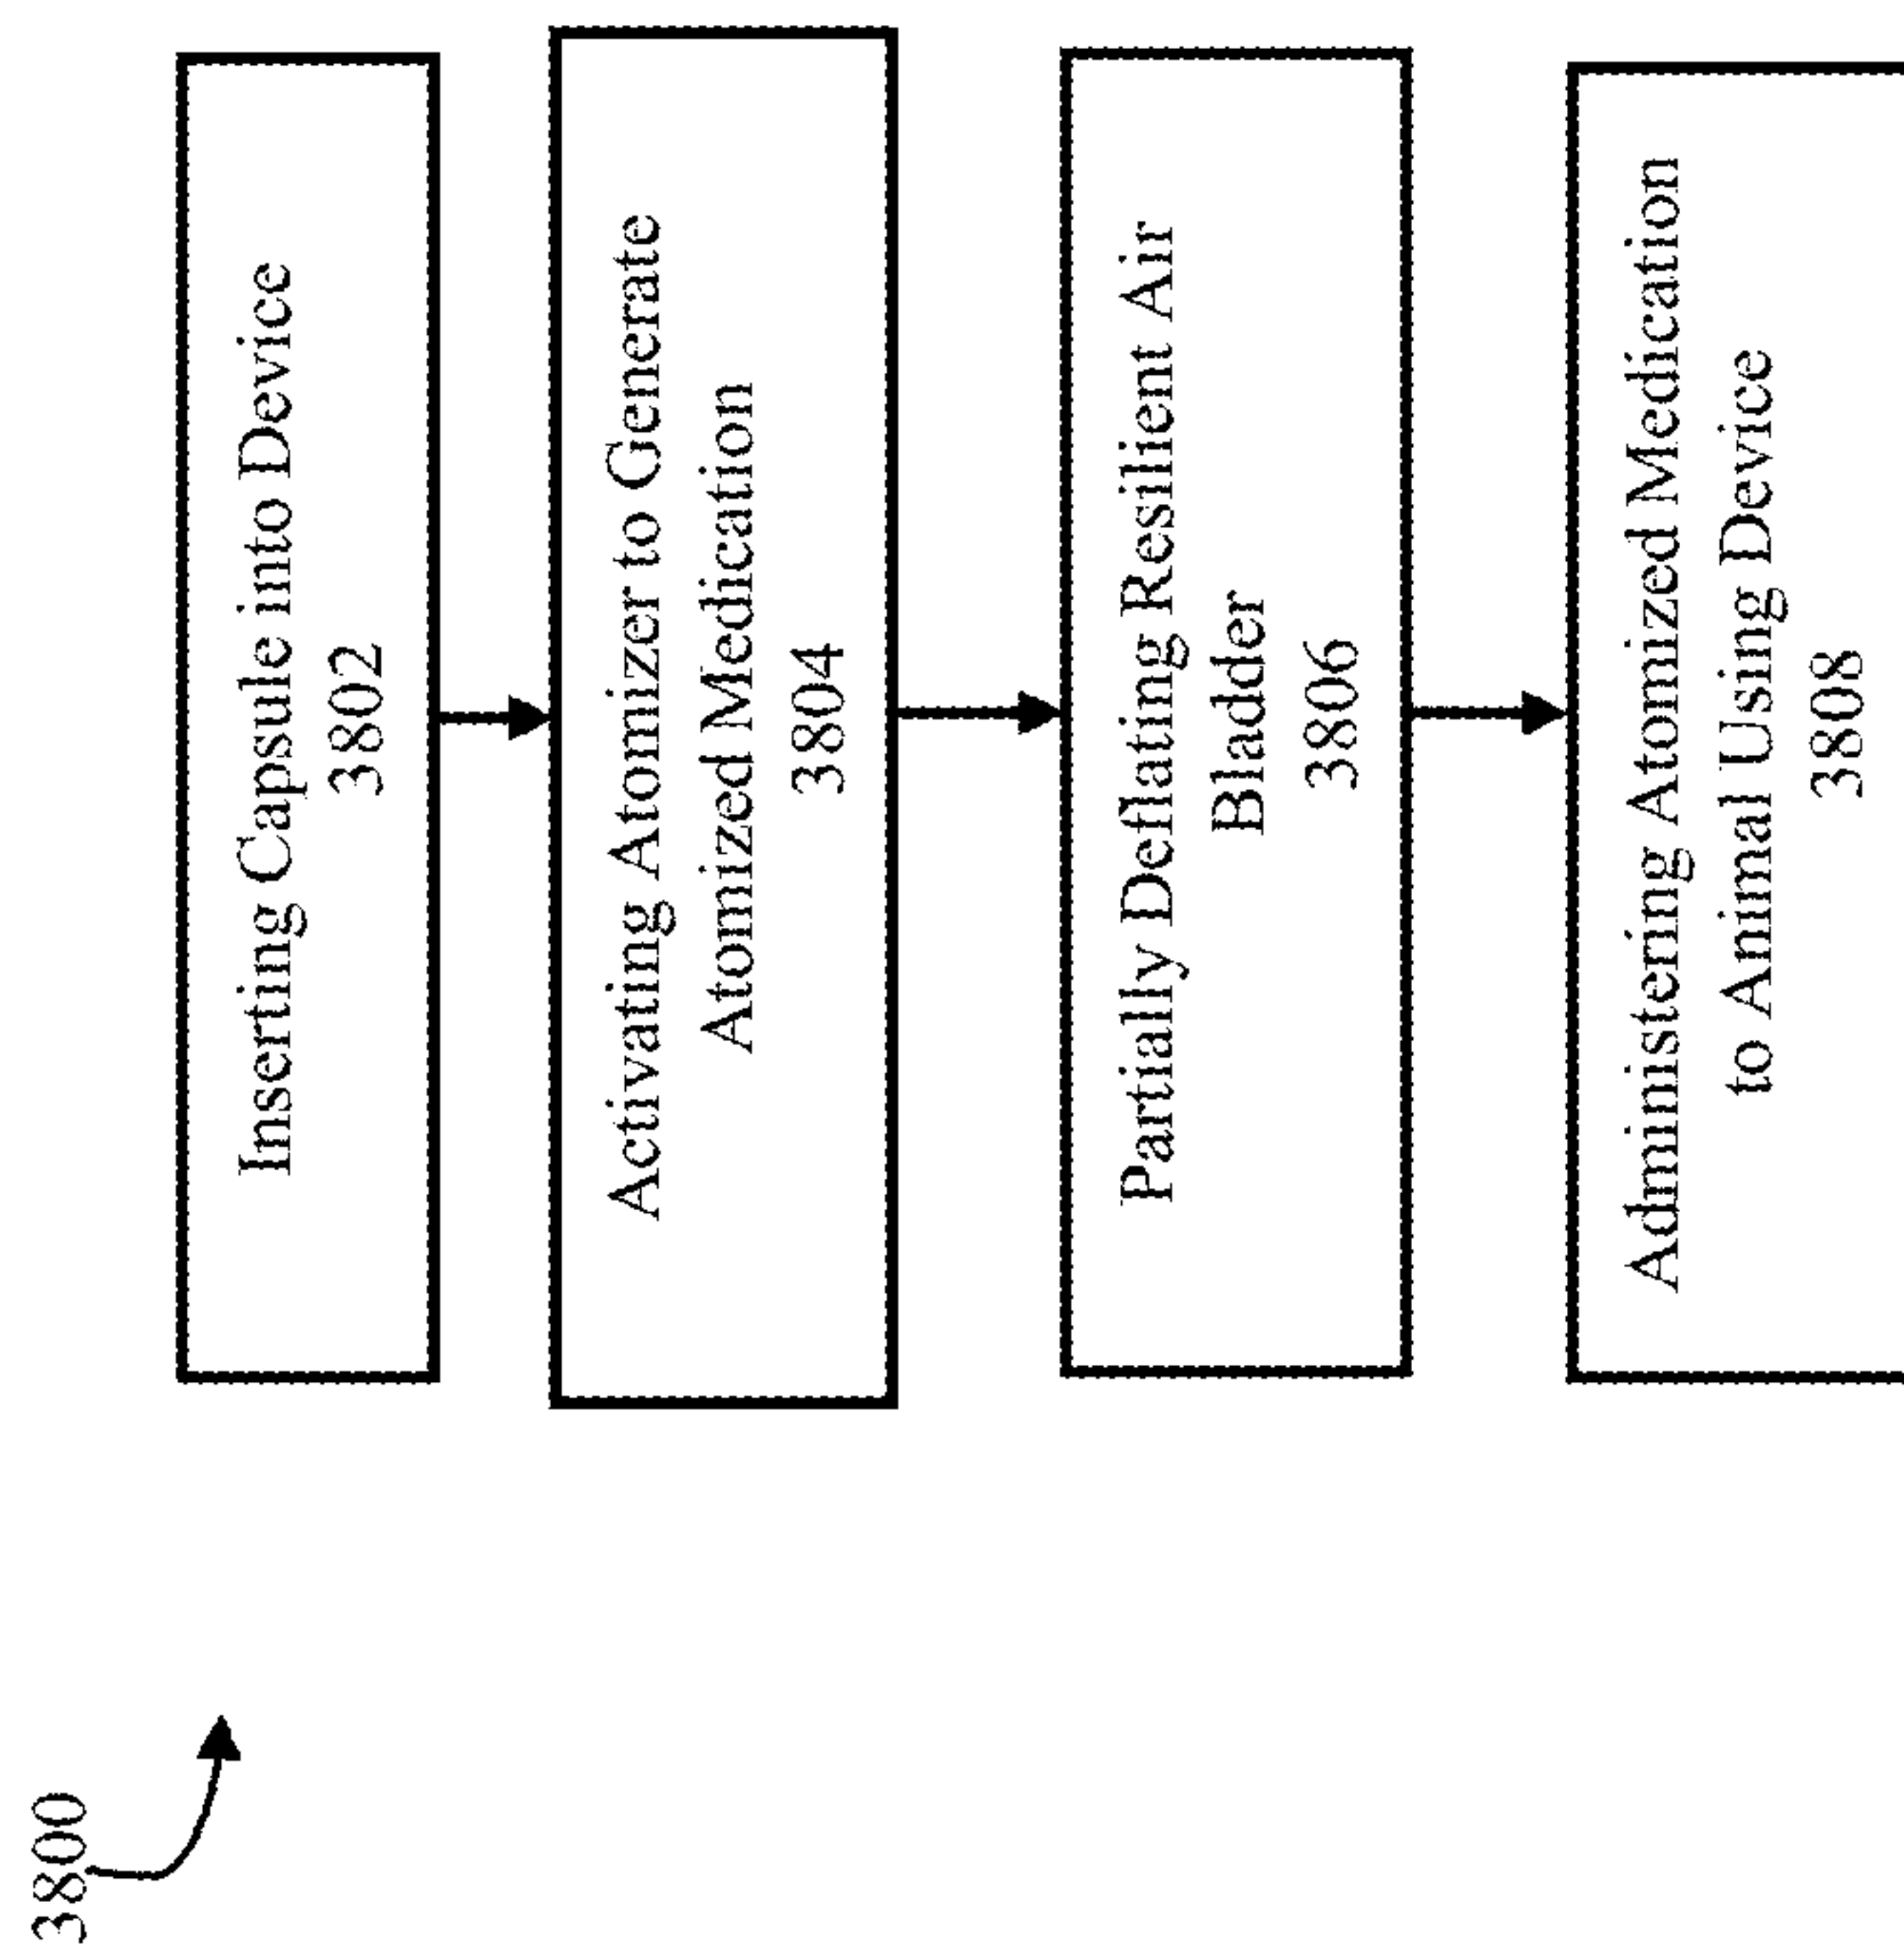 3800
Inserting Capsule into Device
3802
Activating Atomizer to Generate
Atomized Medication
3804
Partially Deflating Resilient Air
Bladder
3806
Administering Atomized Medication
to Animal Using Device
3808